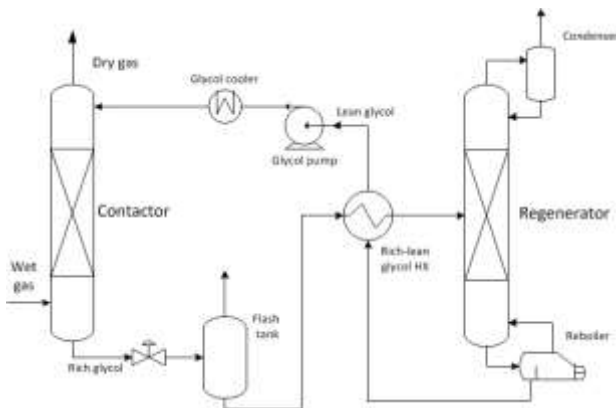 Condenser
Dry gas
Glycol cooler
Lean glycol
Glycol pump
Contactor
Regenerator
Rich-lean
glycol HX
Wet
gas
Flash
tank
Reboiler
Rich glycol